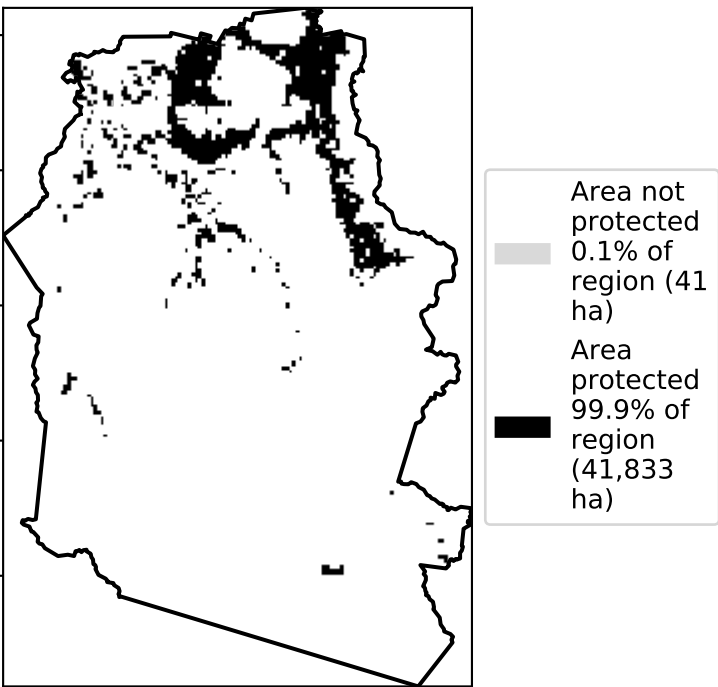 Area not
protected
0.1% of
region (41
ha)
Area
protected
99.9% of
region
(41,833
ha)